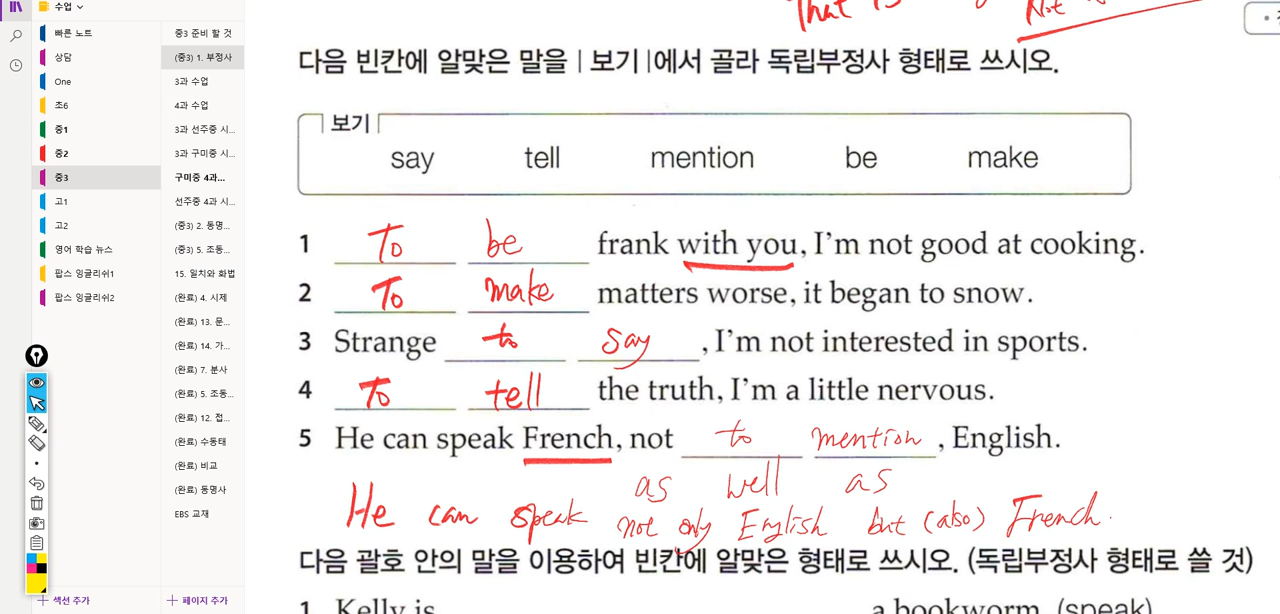 수업
빠른 노트
상담
One
초6
중1
중2
중3
고1
고2
영어 학습 뉴스
팝스 잉글리쉬1
팝스 잉글리쉬2
섹션 추가
중3 준비 할 것
(중3) 1. 부정사
3과 수업
4과 수업
3과 선주중 시...
3과 구미중 시...
구미중 4과...
선주중 4과 시...
(중3) 2. 동명...
(중3) 5. 조동...
15. 일치와 화법
(완료) 4. 시제
(완료) 13. 문...
(완료) 14. 가...
(완료) 7. 분사
(완료) 5. 조동...
(완료) 12. 접...
(완료) 수동태
(완료) 비교
(완료) 동명사
EBS 교재
페이지 추가
That is Not
다음 빈칸에 알맞은 말을 | 보기 |에서 골라 독립부정사 형태로 쓰시오.
보기
say tell mention be make
1 To be frank with you, I'm not good at cooking.
2 To make matters worse, it began to snow.
3 Strange to say, I'm not interested in sports.
4 To tell the truth, I'm a little nervous.
5 He can speak French, not to mention, English.
as well as
He can speak not only English but (also) French.
다음 괄호 안의 말을 이용하여 빈칸에 알맞은 형태로 쓰시오. (독립부정사 형태로 쓸 것)
1 Kelly is a bookworm. (speak)